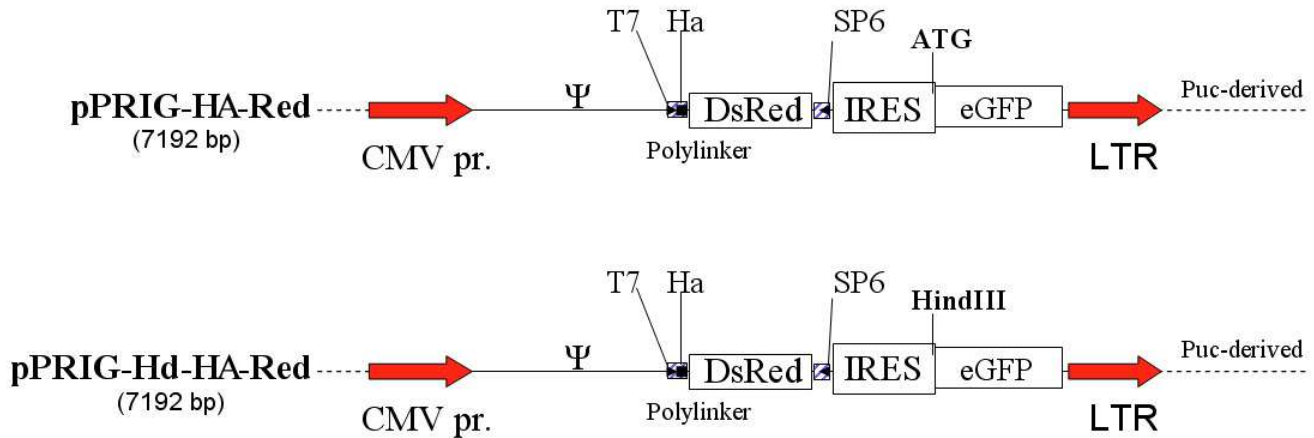 T7 Ha SP6
ATG
pPRIG-HA-Red Ψ DsRed IRES eGFP Puc-derived
(7192 bp)
CMV pr. Polylinker LTR
T7 Ha SP6
HindIII
pPRIG-Hd-HA-Red Ψ DsRed IRES eGFP Puc-derived
(7192 bp)
CMV pr. Polylinker LTR